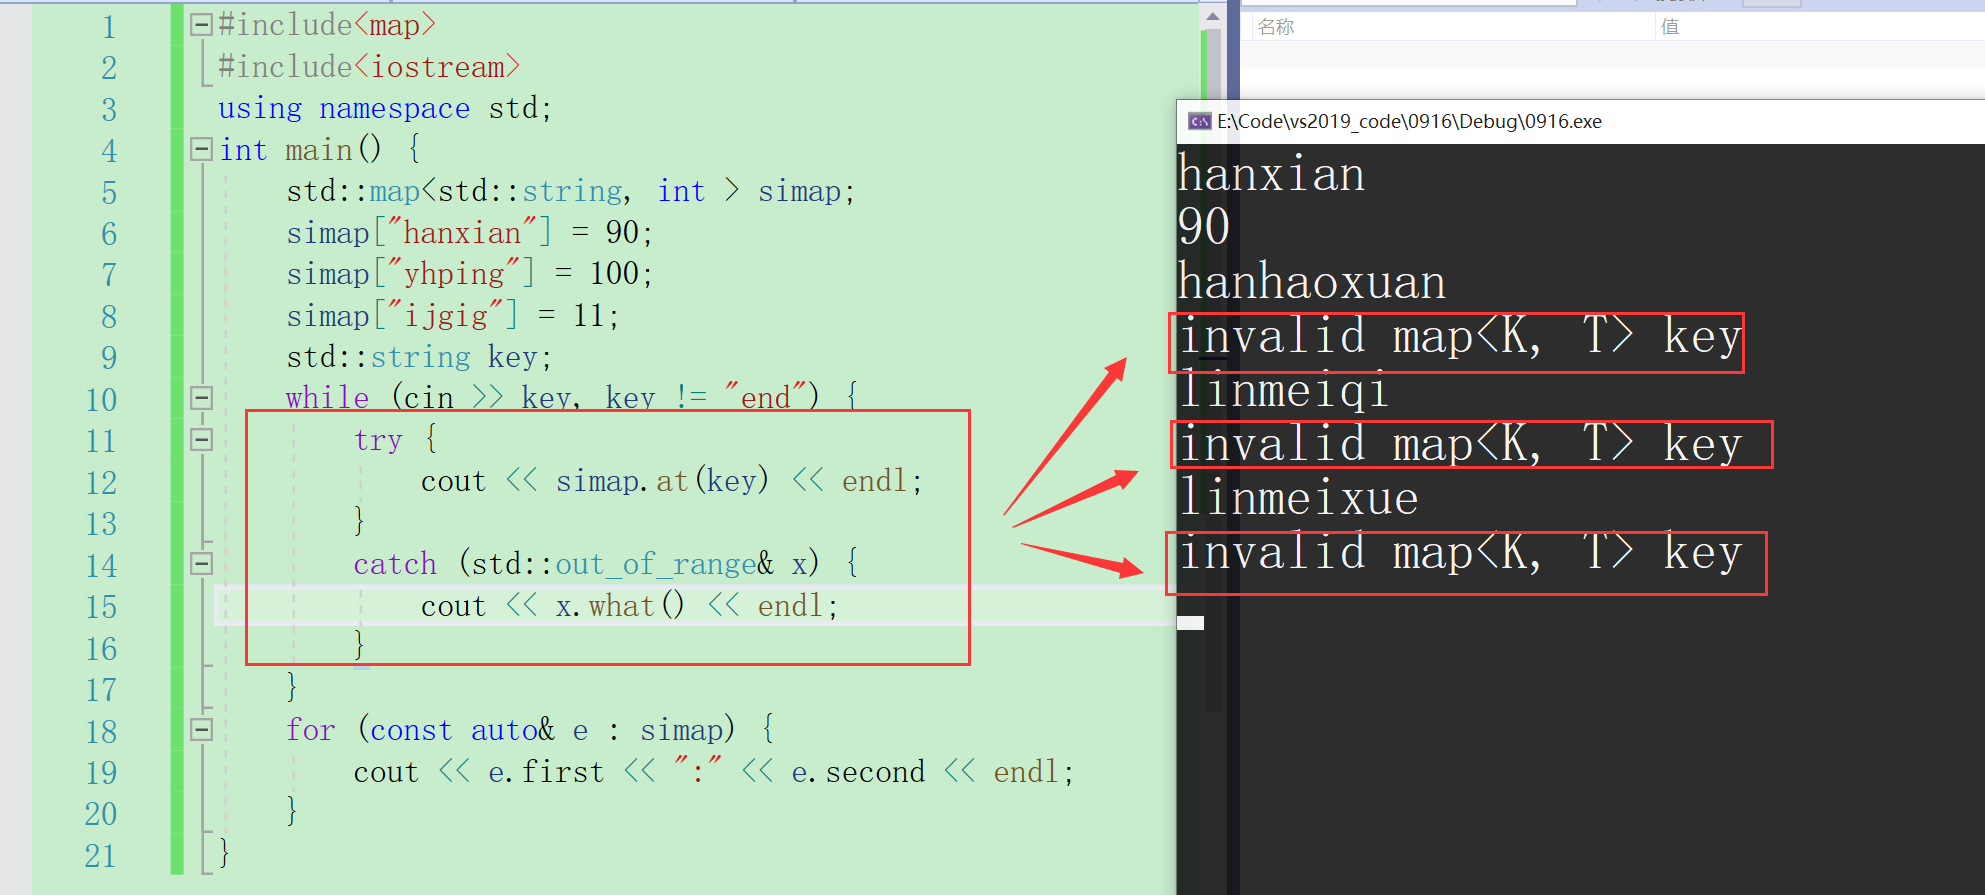 1 #include<map>
2 #include<iostream>
3 using namespace std;
4 int main() {
5 std::map<std::string, int > simap;
6 simap["hanxian"] = 90;
7 simap["yhping"] = 100;
8 simap["ijgig"] = 11;
9 std::string key;
10 while (cin >> key, key != "end") {
11 try {
12 cout << simap.at(key) << endl;
13 }
14 catch (std::out_of_range& x) {
15 cout << x.what() << endl;
16 }
17 }
18 for (const auto& e : simap) {
19 cout << e.first << ":" << e.second << endl;
20 }
21 }
名称 值
E:\Code\vs2019_code\0916\Debug\0916.exe
hanxian
90
hanhaoxuan
invalid map<K, T> key
linmeiqi
invalid map<K, T> key
linmeixue
invalid map<K, T> key